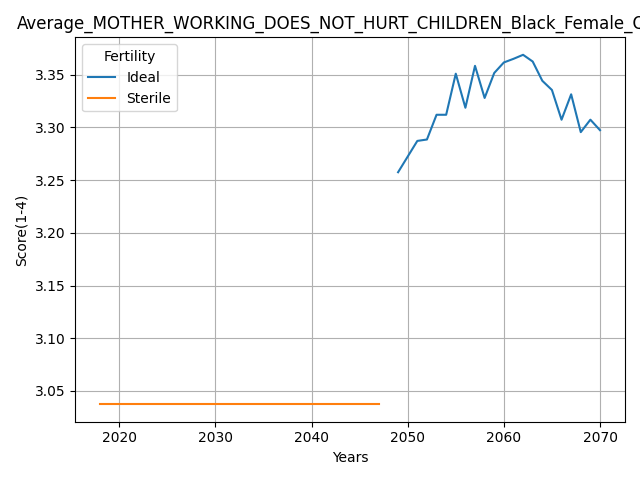 Average_MOTHER_WORKING_DOES_NOT_HURT_CHILDREN_Black_Female_C
Fertility
Ideal
Sterile
3.35
3.30
3.25
3.20
3.15
3.10
3.05
Score(1-4)
2020 2030 2040 2050 2060 2070
Years